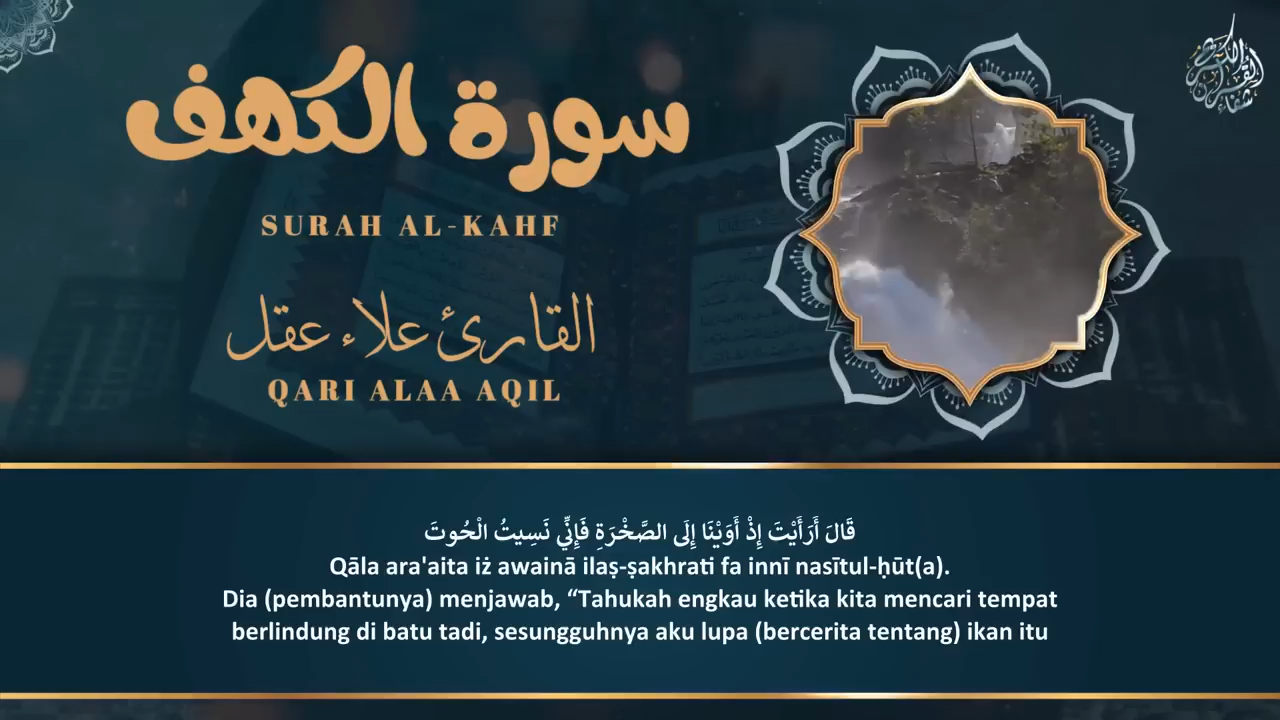 سورة الكهف
SURAH AL-KAHF
القارئ علاء عقل
QARI ALAA AQIL
قَالَ أَرَأَيْتَ إِذْ أَوَيْنَا إِلَى الصَّخْرَةِ فَإِنِّي نَسِيتُ الْحُوتَ
Qāla ara'aita iż awainā ilaṣ-ṣakhrati fa innī nasītul-ḥūt(a).
Dia (pembantunya) menjawab, “Tahukah engkau ketika kita mencari tempat
berlindung di batu tadi, sesungguhnya aku lupa (bercerita tentang) ikan itu